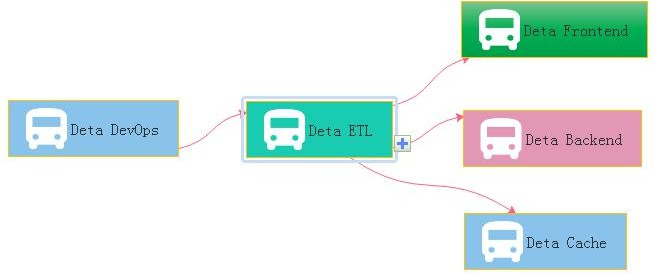 Deta Frontend
Deta DevOps
Deta ETL
Deta Backend
Deta Cache